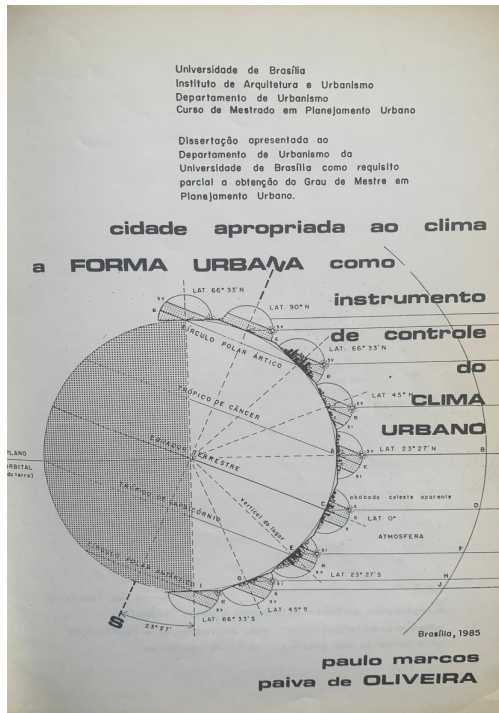 Universidade de Brasília
Instituto de Arquitetura e Urbanismo
Departamento de Urbanismo
Curso de Mestrado em Planejamento Urbano
Dissertação apresentada ao
Departamento de Urbanismo da
Universidade de Brasília como requisito
parcial a obtenção do Grau de Mestre em
Planejamento Urbano.
cidade apropriada ao clima
a FORMA URBANA como
instrumento
de controle
do
CLIMA
URBANO
N
LAT. 66° 33' N
LAT. 90° N
CÍRCULO POLAR ÁRTICO
LAT. 66° 33' N
TRÓPICO DE CÂNCER
LAT. 45° N
EQUADOR TERRESTRE
A
LAT. 23° 27' N
B
PLANO
ORBITAL
(da terra)
TRÓPICO DE CAPRICÓRNIO
Vertical do lugar
abóbada celeste aparente
C
D
LAT 0°
ATMOSFERA
E
F
LAT. 23° 27' S
CÍRCULO POLAR ANTÁRTICO
I
G
H
J
LAT. 45° S
LAT. 66° 33' S
S
23° 27'
Brasília, 1985
paulo marcos
paiva de OLIVEIRA